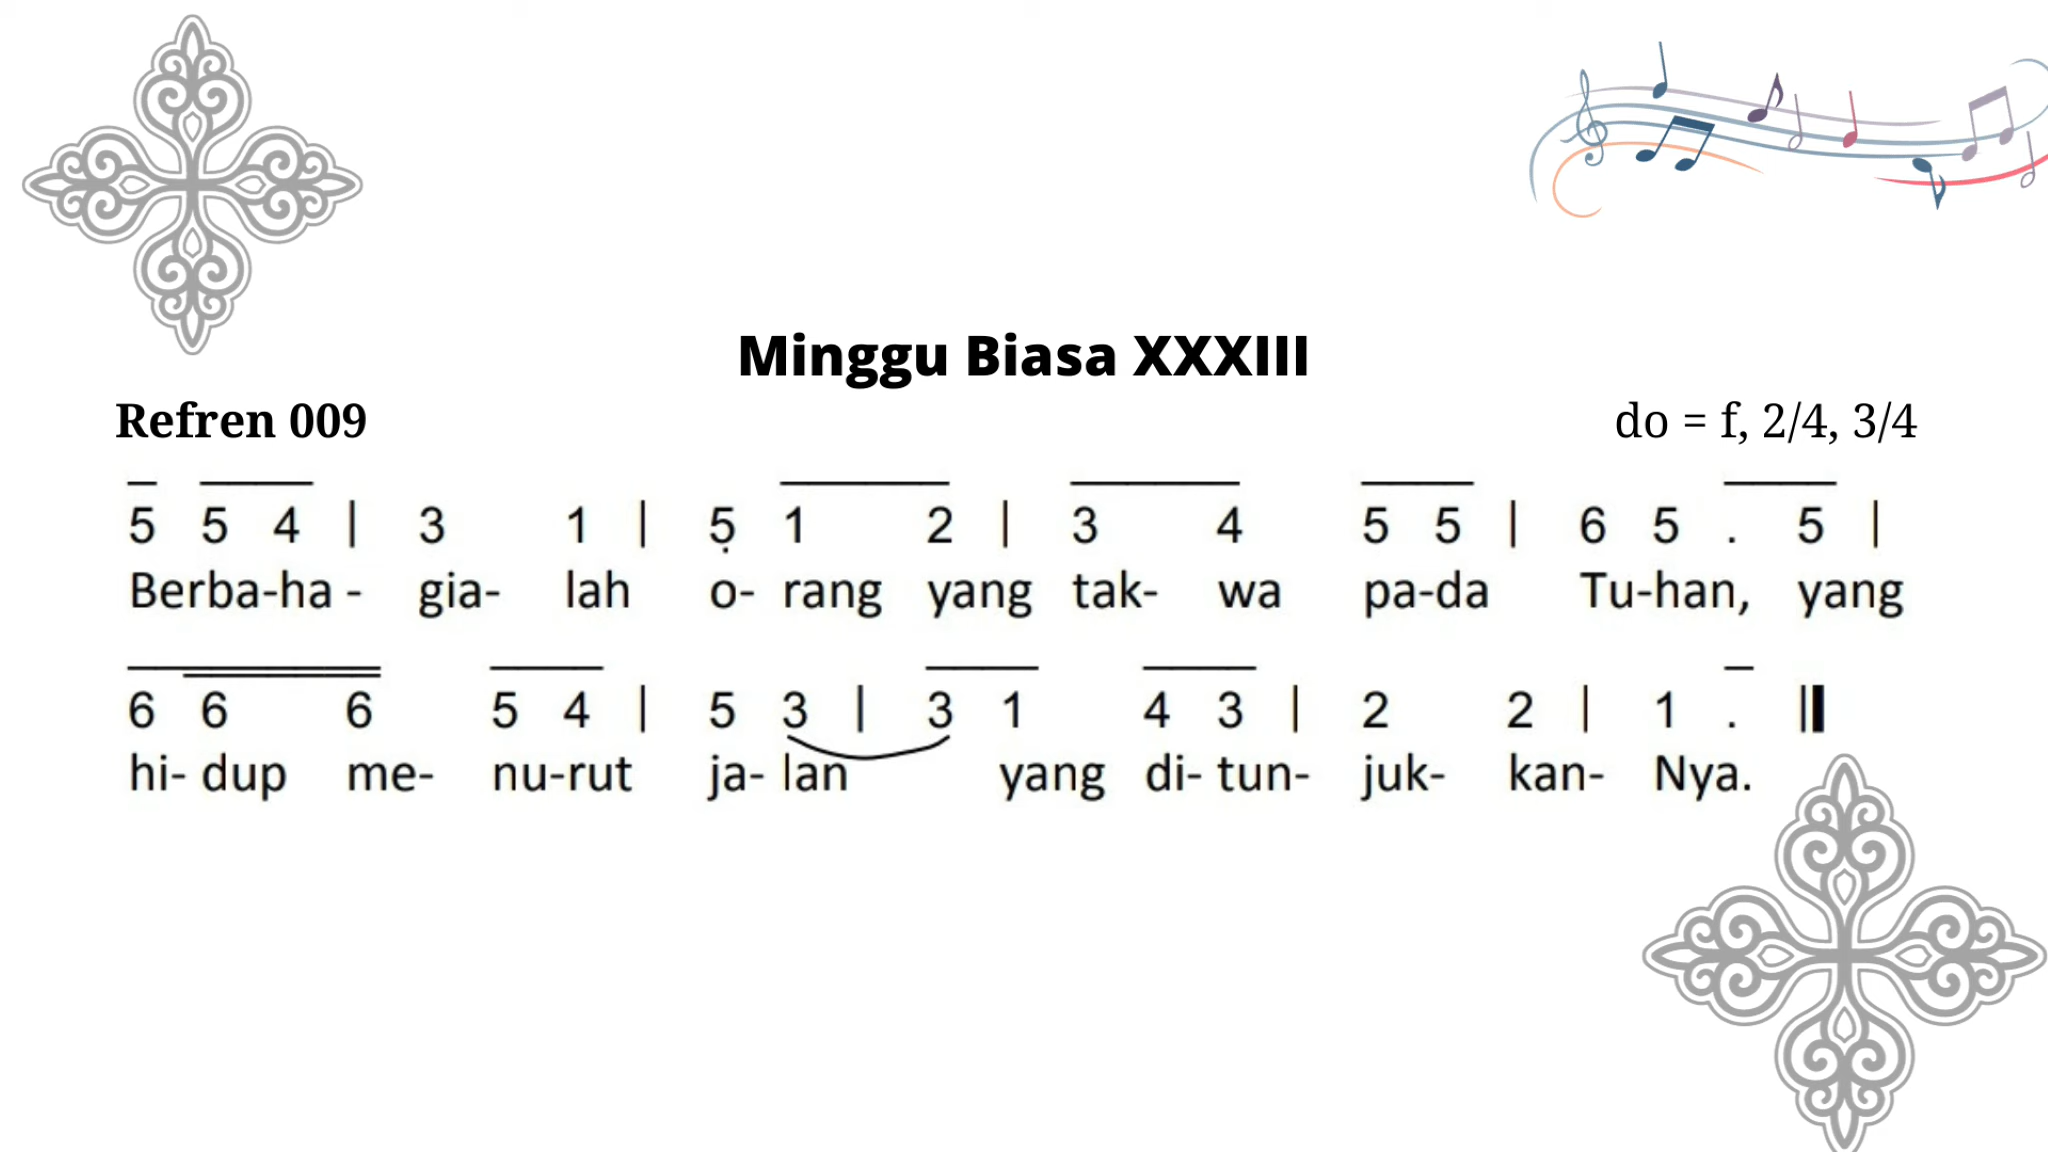 Minggu Biasa XXXIII
Refren 009 do = f, 2/4, 3/4
5 5 4 | 3 1 | 5̣ 1 2 | 3 4 5 5 | 6 5 . 5 |
Berba-ha - gia- lah o- rang yang tak- wa pa-da Tu-han, yang
6 6 6 5 4 | 5 3 | 3 1 4 3 | 2 2 | 1 . ||
hi- dup me- nu-rut ja- lan yang di- tun- juk- kan- Nya.